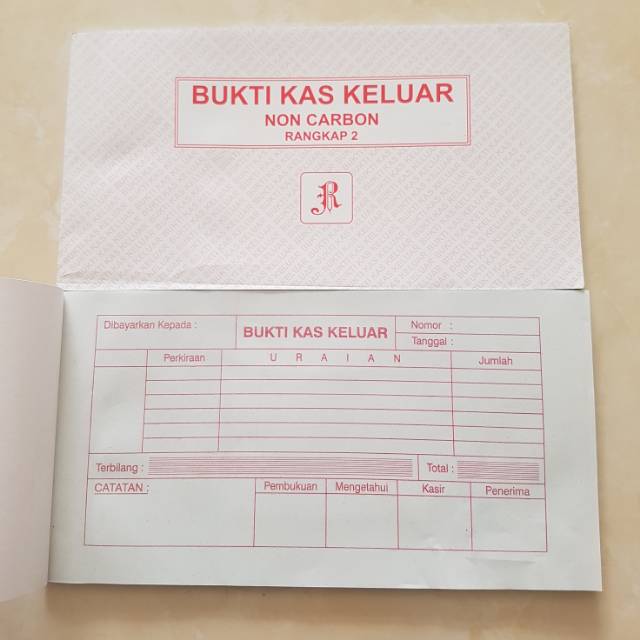 BUKTI KAS KELUAR
NON CARBON
RANGKAP 2
R
Dibayarkan Kepada :
BUKTI KAS KELUAR
Nomor :
Tanggal :
Perkiraan
U R A I A N
Jumlah
Terbilang :
Total :
CATATAN :
Pembukuan
Mengetahui
Kasir
Penerima